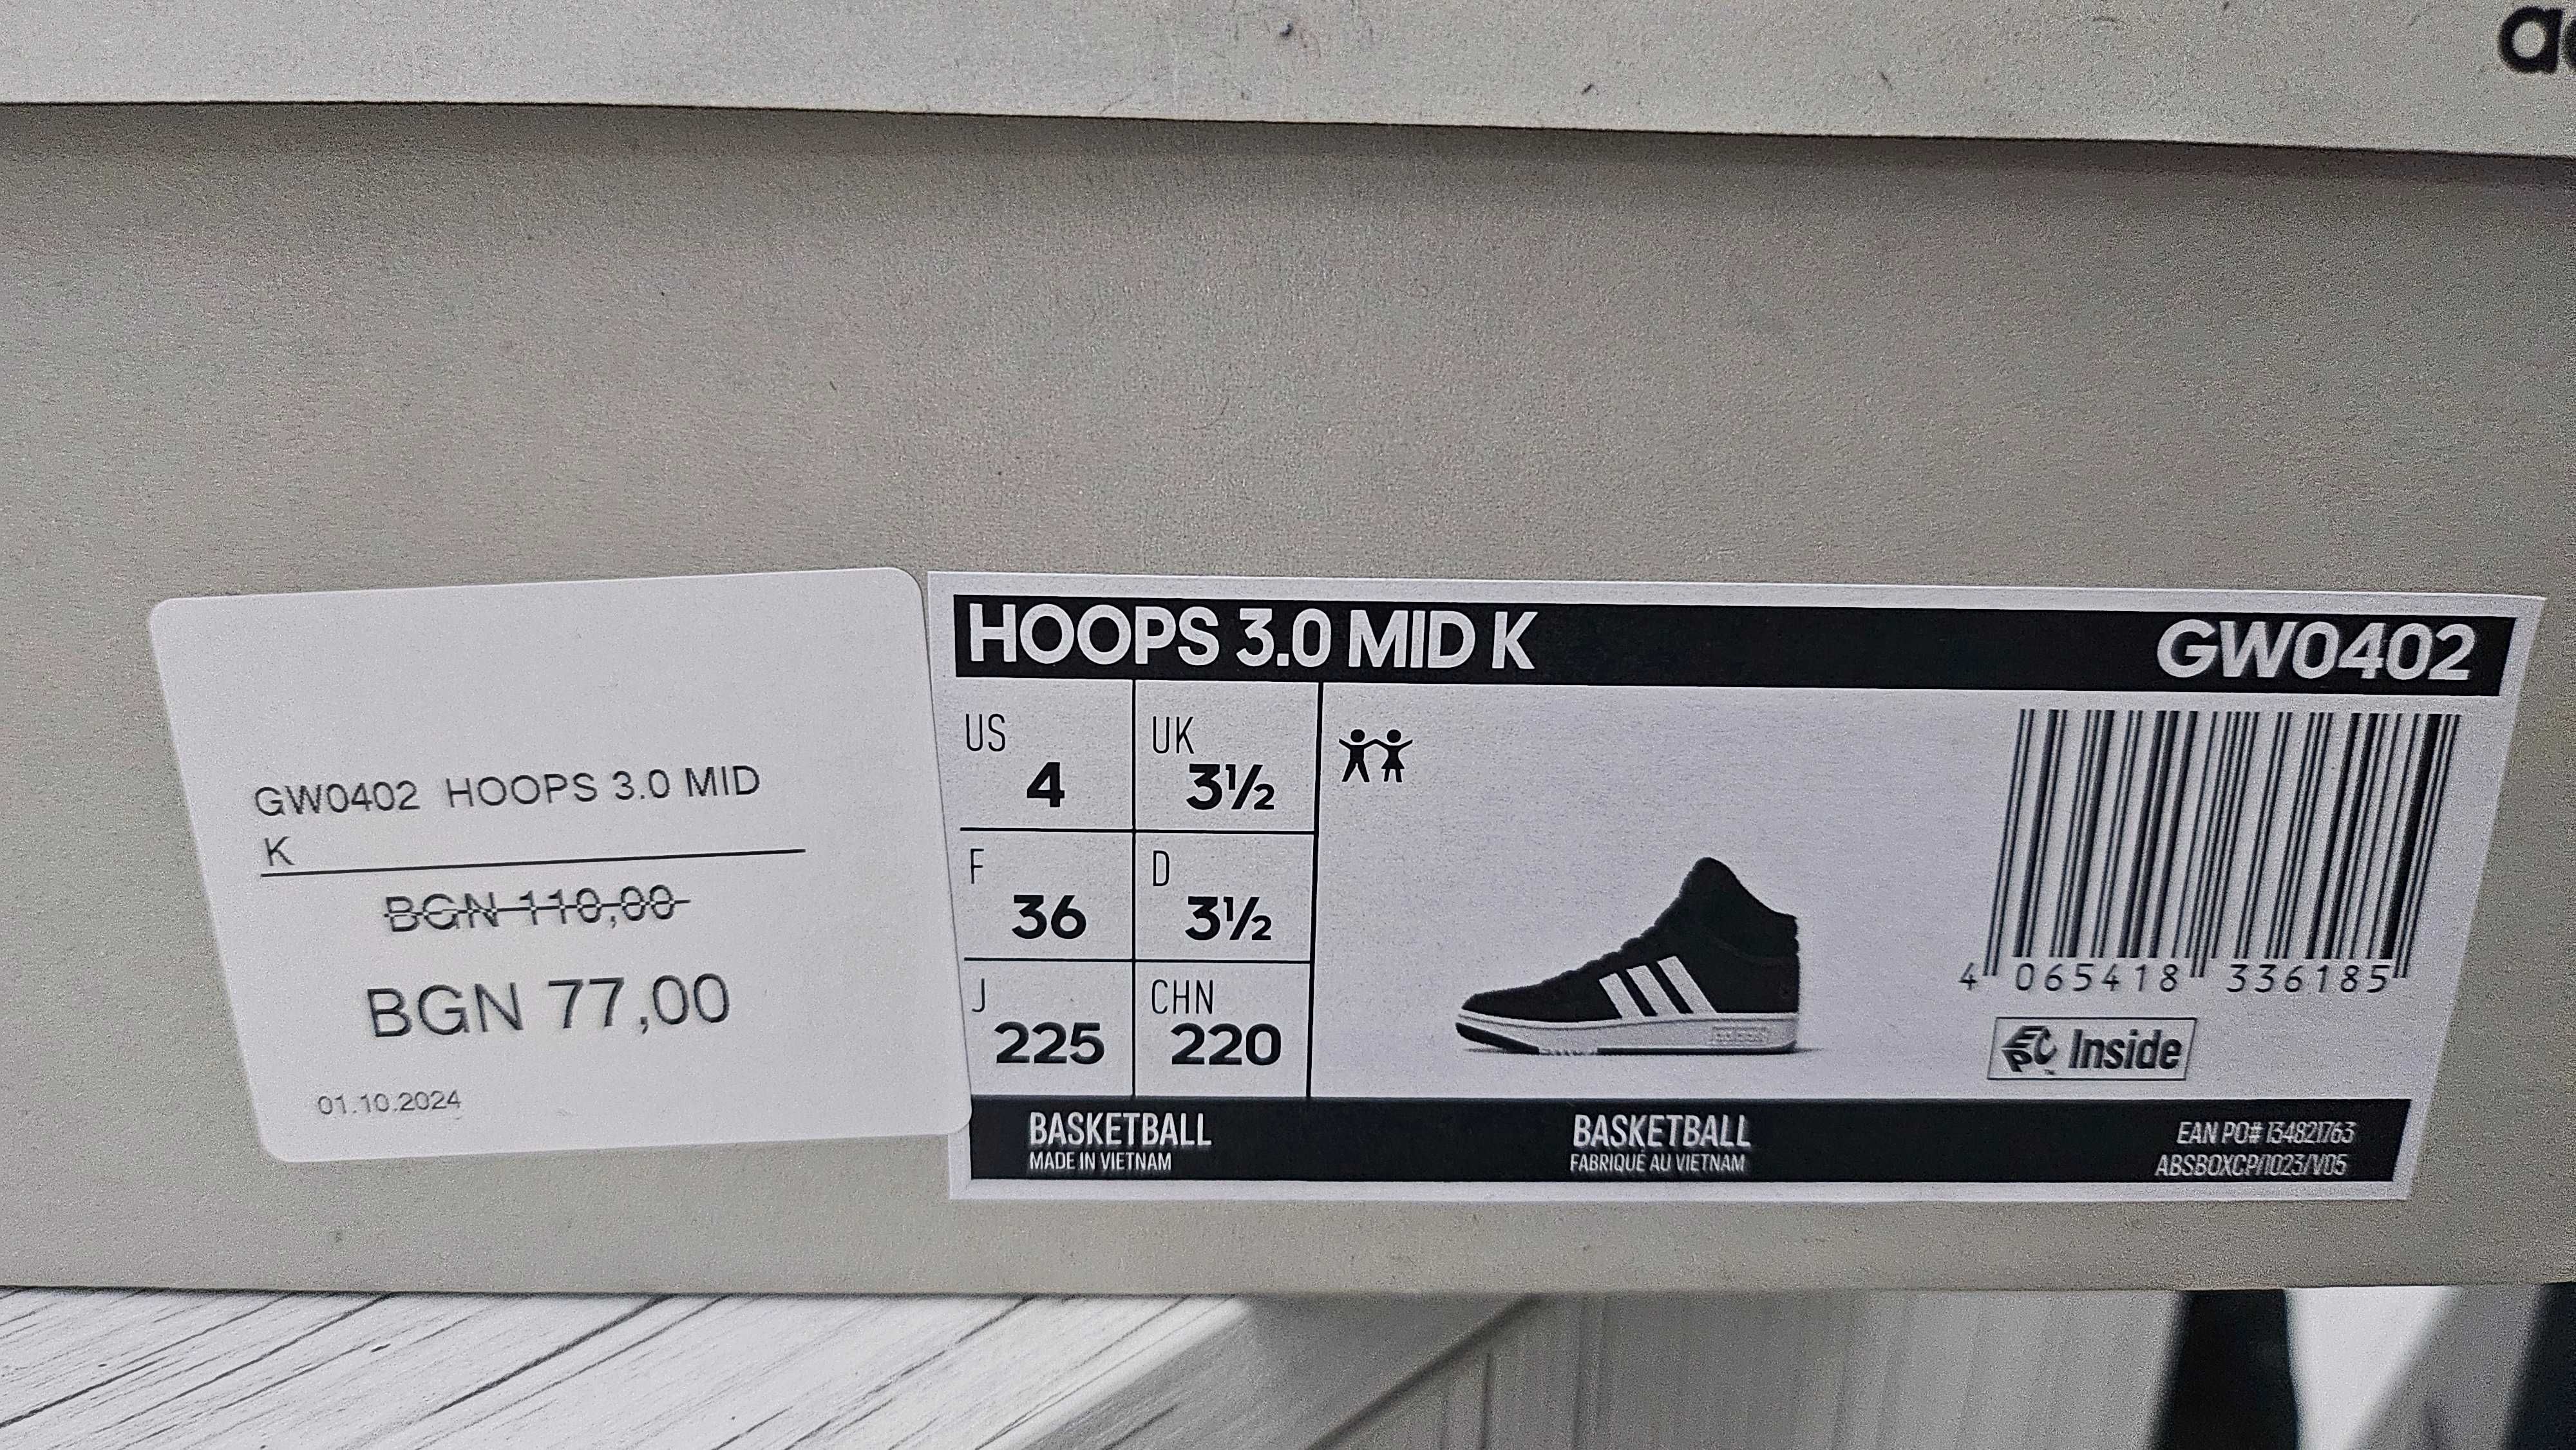 GW0402 HOOPS 3.0 MID
K
BGN 110,00
BGN 77,00
01.10.2024
HOOPS 3.0 MID K GW0402
US 4 UK 3½
F 36 D 3½
J 225 CHN 220
4 065418 336185
EPC Inside
BASKETBALL BASKETBALL
MADE IN VIETNAM FABRIQUÉ AU VIETNAM
EAN PO# 134821763
ABSBOXCP/1023/V05